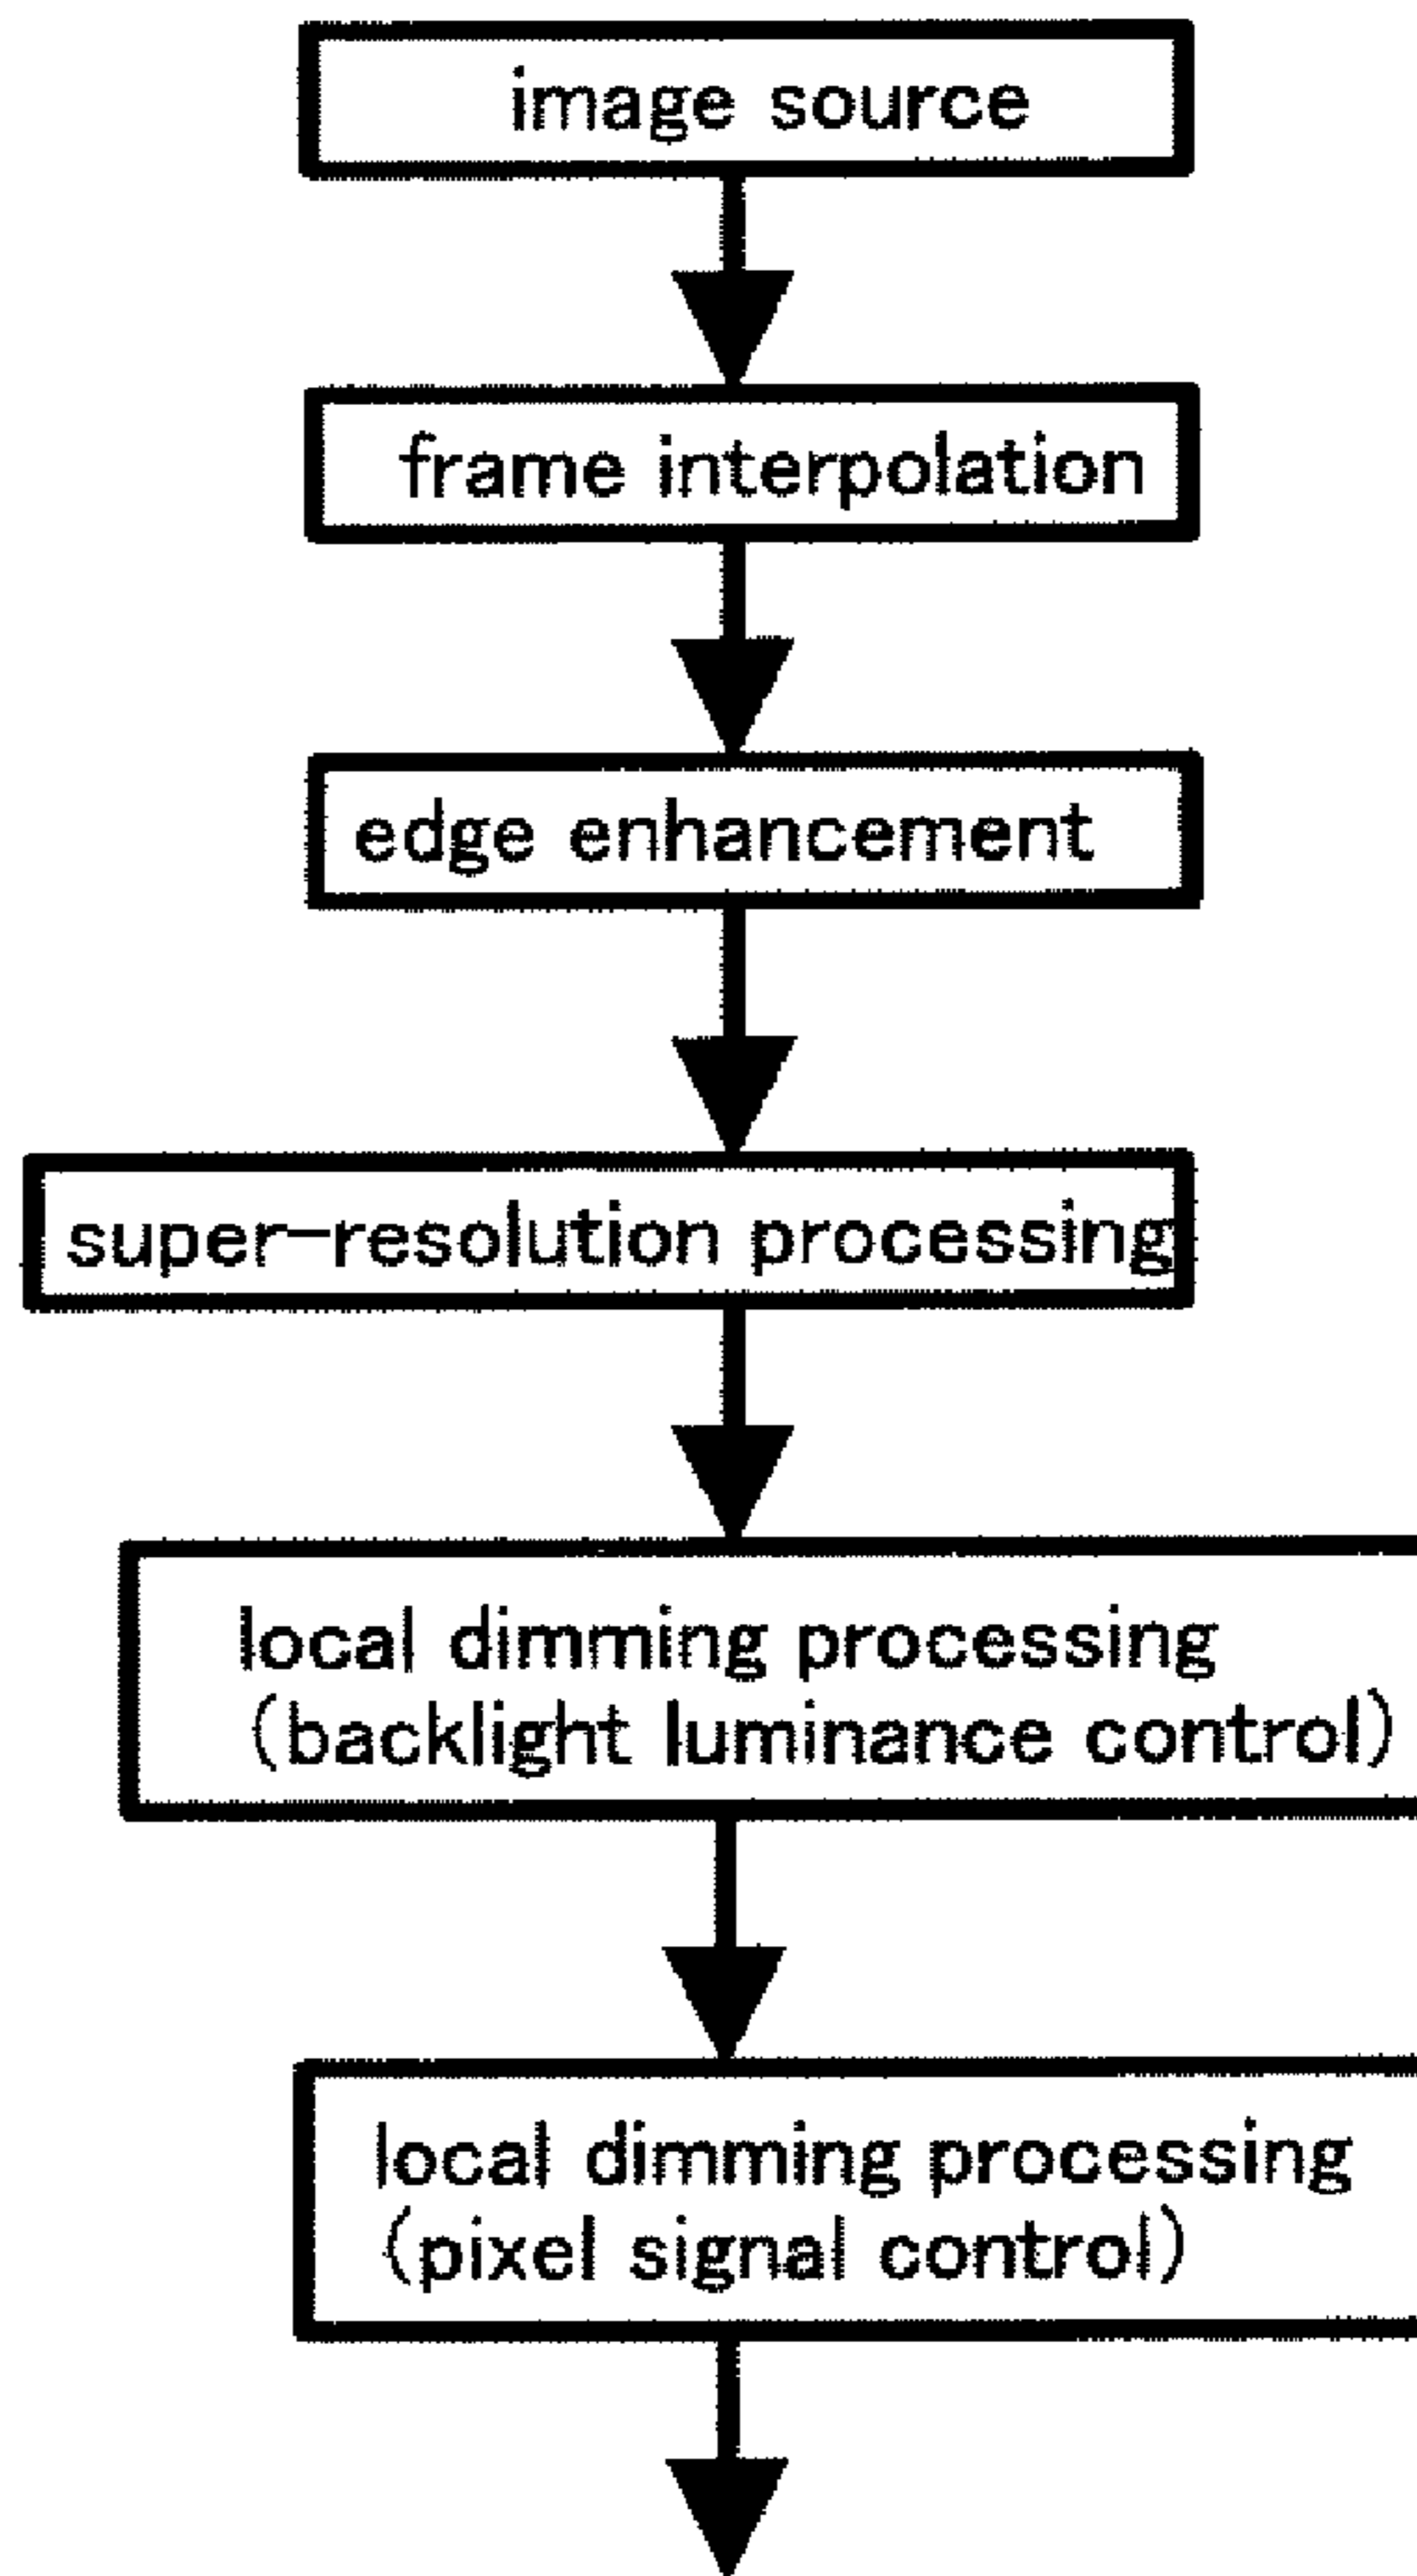 image source
frame interpolation
edge enhancement
super-resolution processing
local dimming processing
(backlight luminance control)
local dimming processing
(pixel signal control)